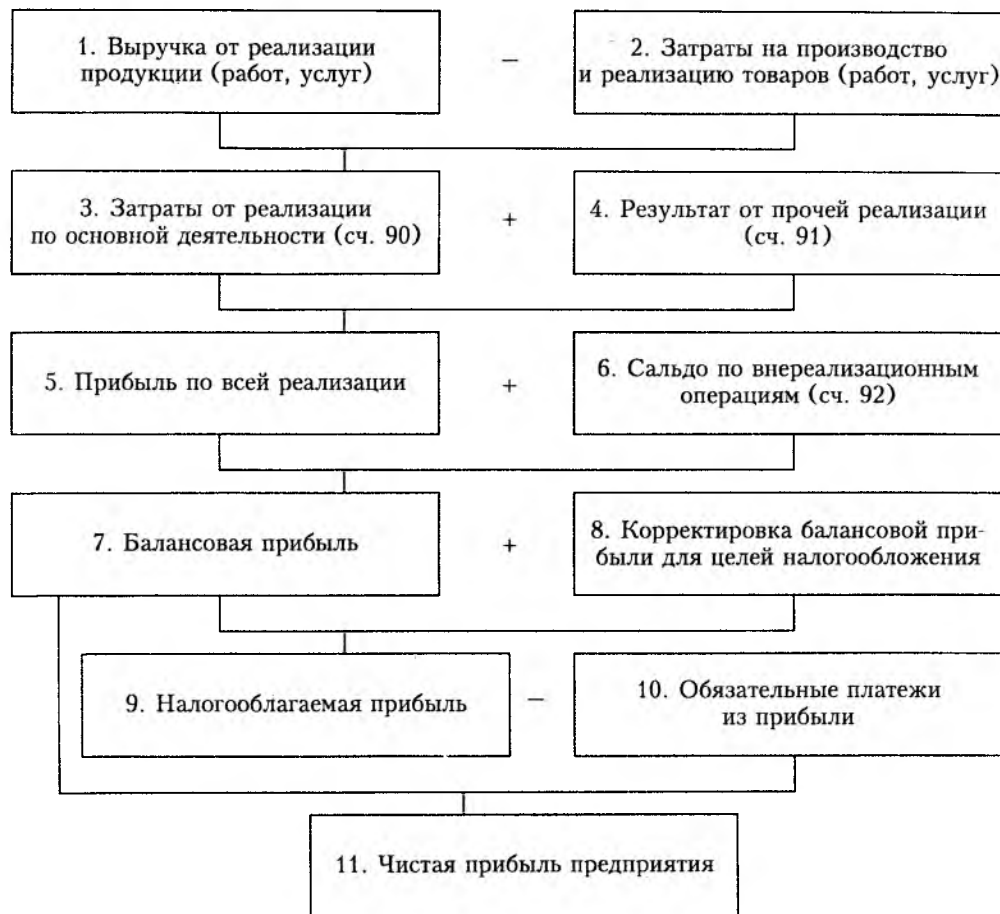 1. Выручка от реализации
продукции (работ, услуг)
–
2. Затраты на производство
и реализацию товаров (работ, услуг)
3. Затраты от реализации
по основной деятельности (сч. 90)
+
4. Результат от прочей реализации
(сч. 91)
5. Прибыль по всей реализации
+
6. Сальдо по внереализационным
операциям (сч. 92)
7. Балансовая прибыль
+
8. Корректировка балансовой при-
были для целей налогообложения
9. Налогооблагаемая прибыль
–
10. Обязательные платежи
из прибыли
11. Чистая прибыль предприятия